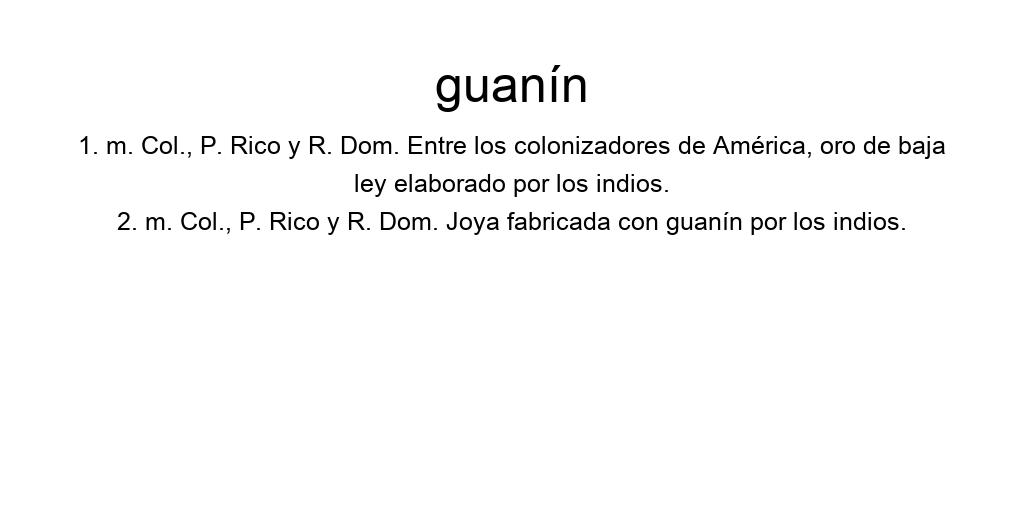 guanín
1. m. Col., P. Rico y R. Dom. Entre los colonizadores de América, oro de baja
ley elaborado por los indios.
2. m. Col., P. Rico y R. Dom. Joya fabricada con guanín por los indios.